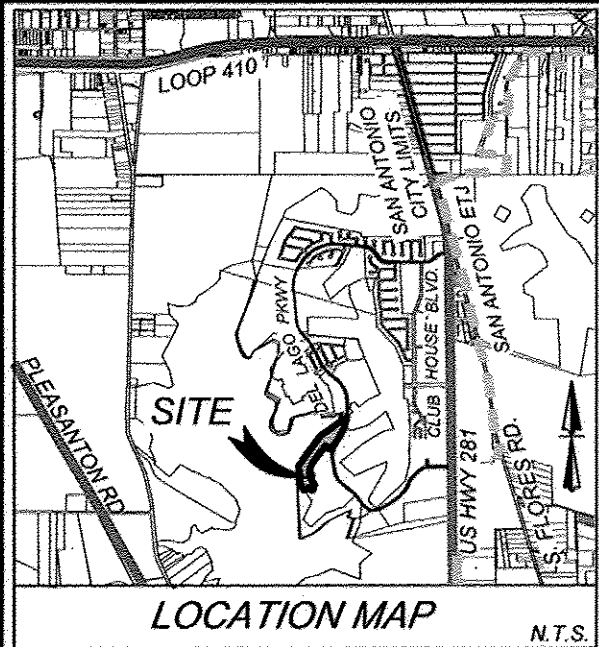 LOOP 410
SAN ANTONIO
CITY LIMITS
SAN ANTONIO ETJ
DEL LAGO PKWY
CLUB HOUSE BLVD.
PLEASANTON RD
SITE
US HWY 281
S. FLORES RD.
LOCATION MAP
N.T.S.